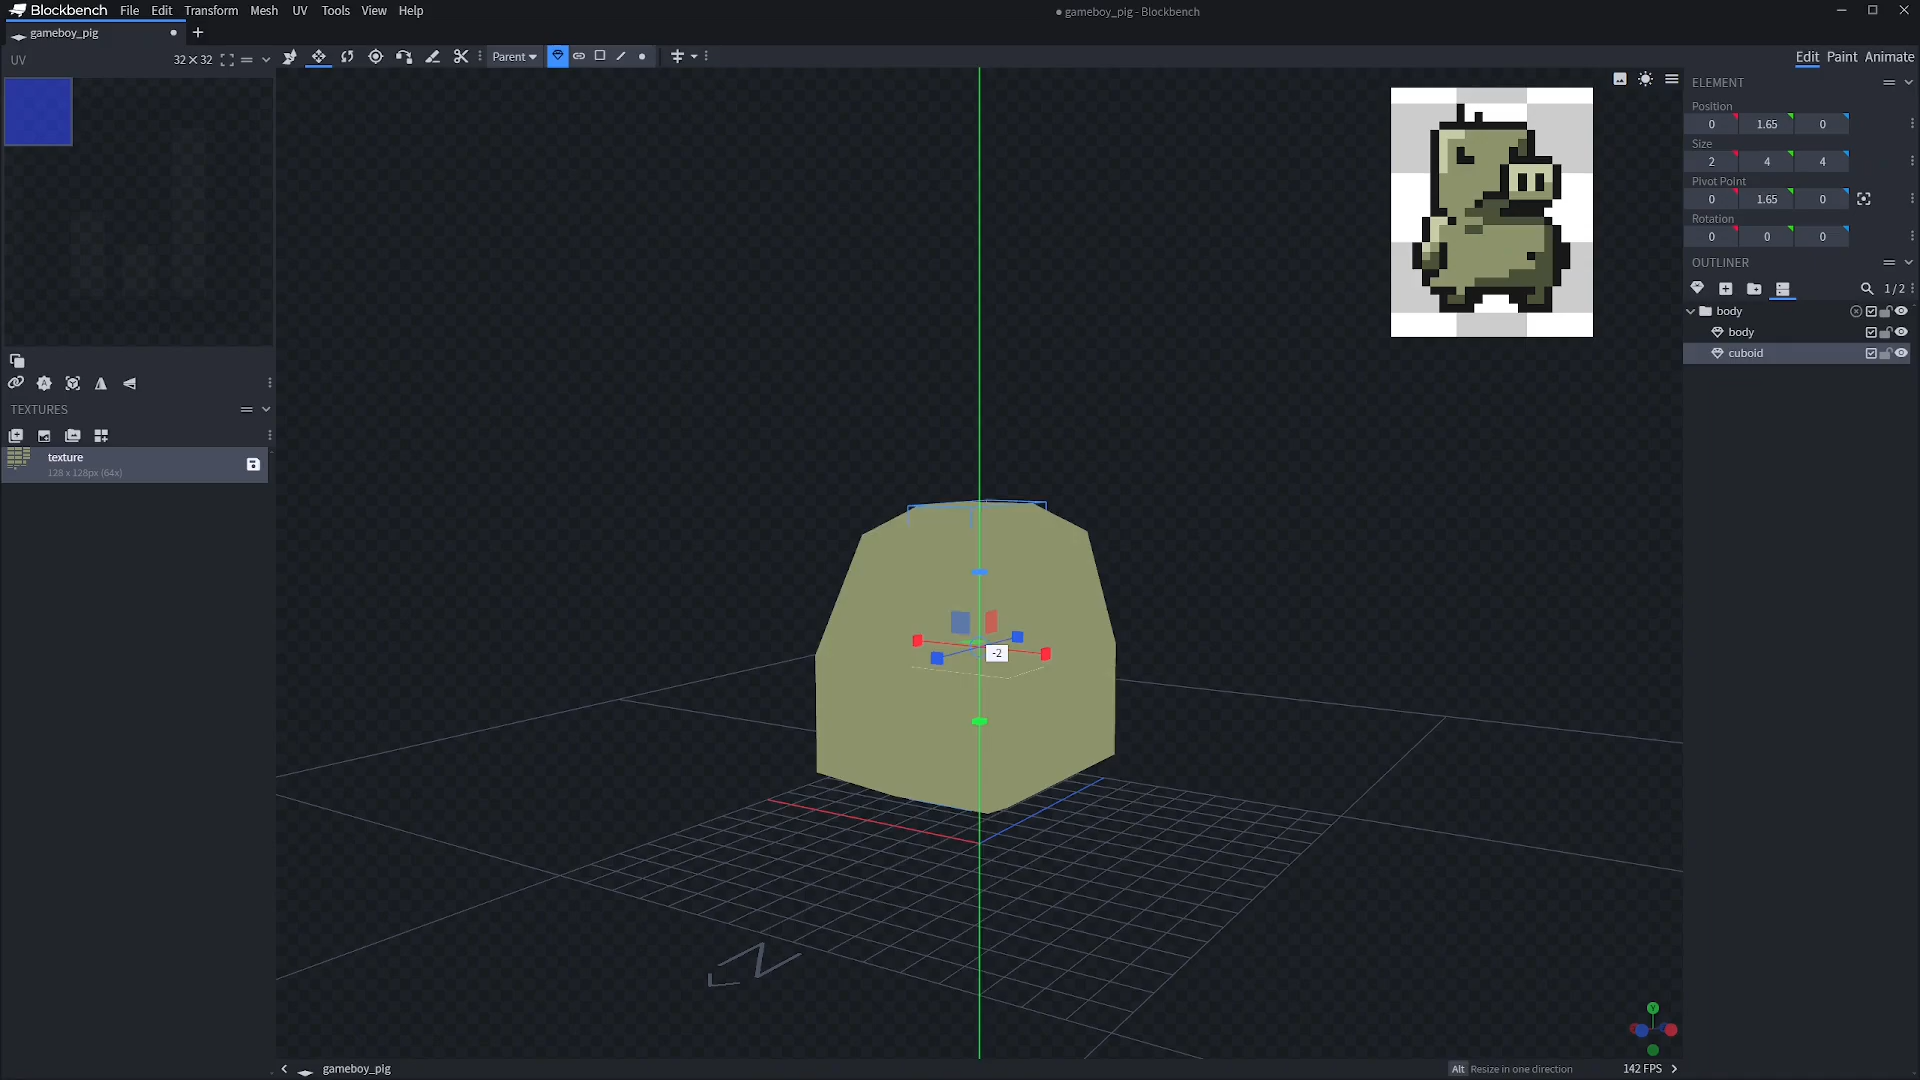 Blockbench File Edit Transform Mesh UV Tools View Help
gameboy_pig - Blockbench
gameboy_pig
UV 32×32
Parent
Edit Paint Animate
ELEMENT
Position
0 1.65 0
Size
2 4 4
Pivot Point
0 1.65 0
Rotation
0 0 0
OUTLINER
1/2
body
body
cuboid
TEXTURES
texture
128 x 128px (64x)
-2
N
Y
gameboy_pig
Alt Resize in one direction 142 FPS